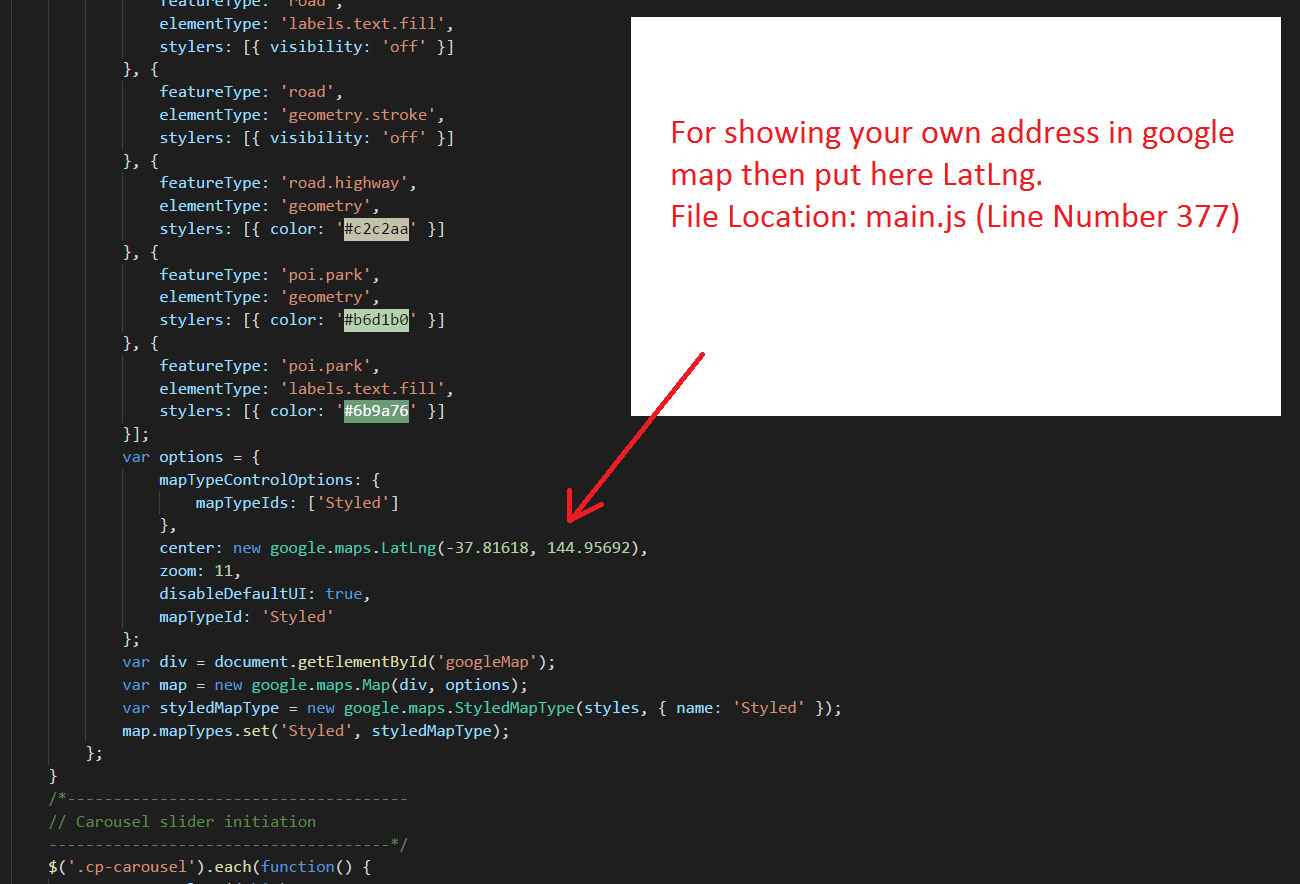 featureType: 'road',
elementType: 'labels.text.fill',
stylers: [{ visibility: 'off' }]
}, {
featureType: 'road',
elementType: 'geometry.stroke',
stylers: [{ visibility: 'off' }]
}, {
featureType: 'road.highway',
elementType: 'geometry',
stylers: [{ color: '#c2c2aa' }]
}, {
featureType: 'poi.park',
elementType: 'geometry',
stylers: [{ color: '#b6d1b0' }]
}, {
featureType: 'poi.park',
elementType: 'labels.text.fill',
stylers: [{ color: '#6b9a76' }]
}];
var options = {
mapTypeControlOptions: {
mapTypeIds: ['Styled']
},
center: new google.maps.LatLng(-37.81618, 144.95692),
zoom: 11,
disableDefaultUI: true,
mapTypeId: 'Styled'
};
var div = document.getElementById('googleMap');
var map = new google.maps.Map(div, options);
var styledMapType = new google.maps.StyledMapType(styles, { name: 'Styled' });
map.mapTypes.set('Styled', styledMapType);
};
}
/*-------------------------------------
// Carousel slider initiation
-------------------------------------*/
$('.cp-carousel').each(function() {
For showing your own address in google
map then put here LatLng.
File Location: main.js (Line Number 377)